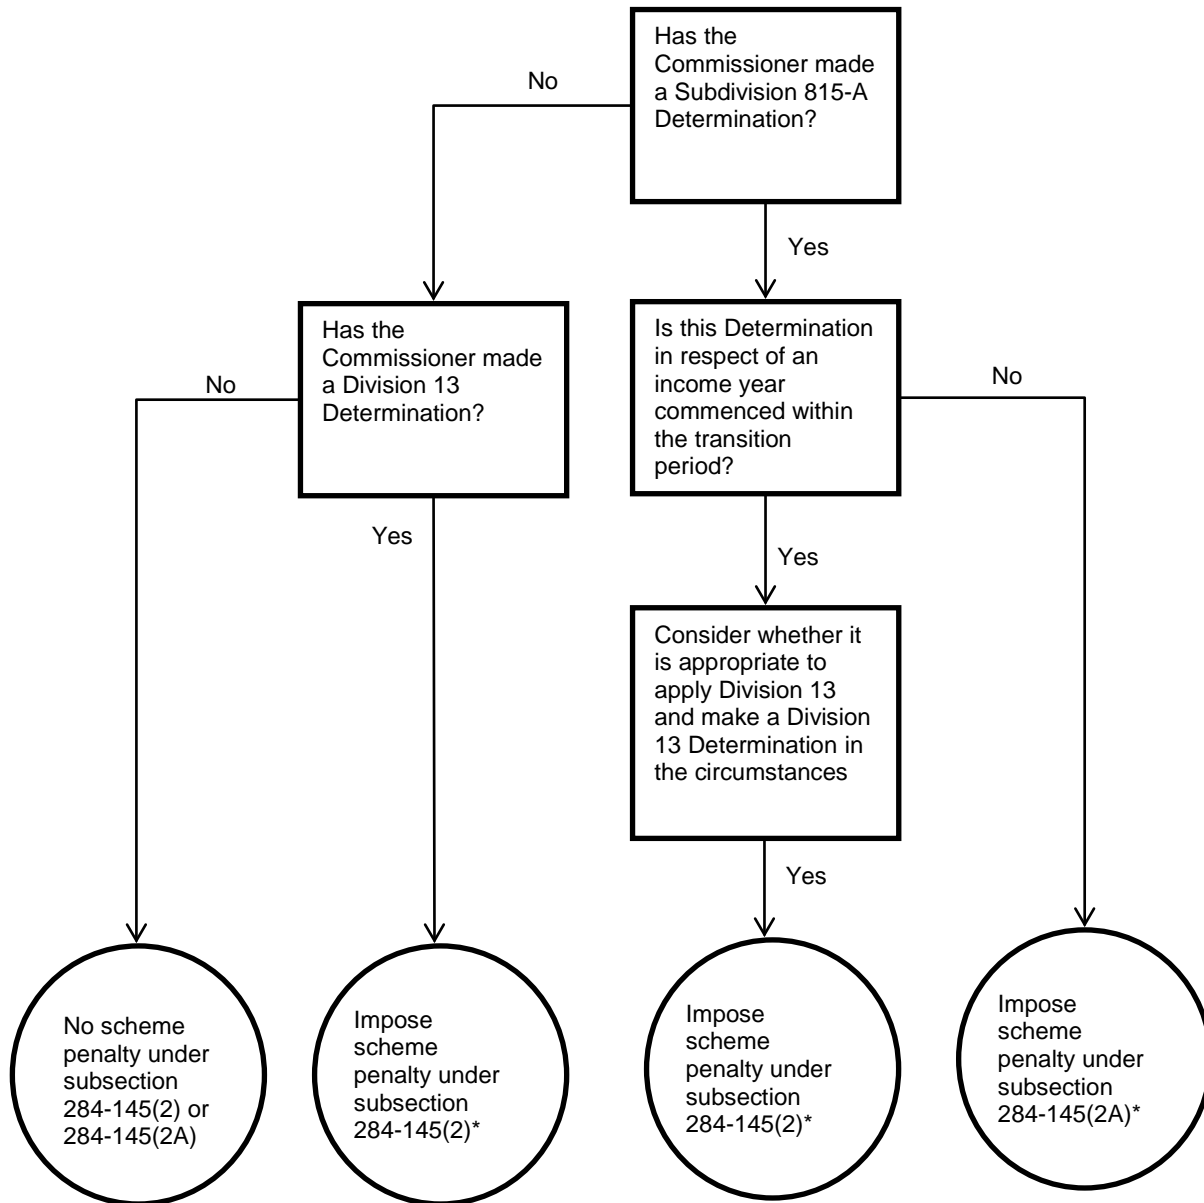 Has the
Commissioner made
a Subdivision 815-A
Determination?
No
Yes
Has the
Commissioner made
a Division 13
Determination?
Is this Determination
in respect of an
income year
commenced within
the transition
period?
No
No
Yes
Yes
Consider whether it
is appropriate to
apply Division 13
and make a Division
13 Determination in
the circumstances
Yes
No scheme
penalty under
subsection
284-145(2) or
284-145(2A)
Impose
scheme
penalty under
subsection
284-145(2)*
Impose
scheme
penalty under
subsection
284-145(2)*
Impose
scheme
penalty under
subsection
284-145(2A)*